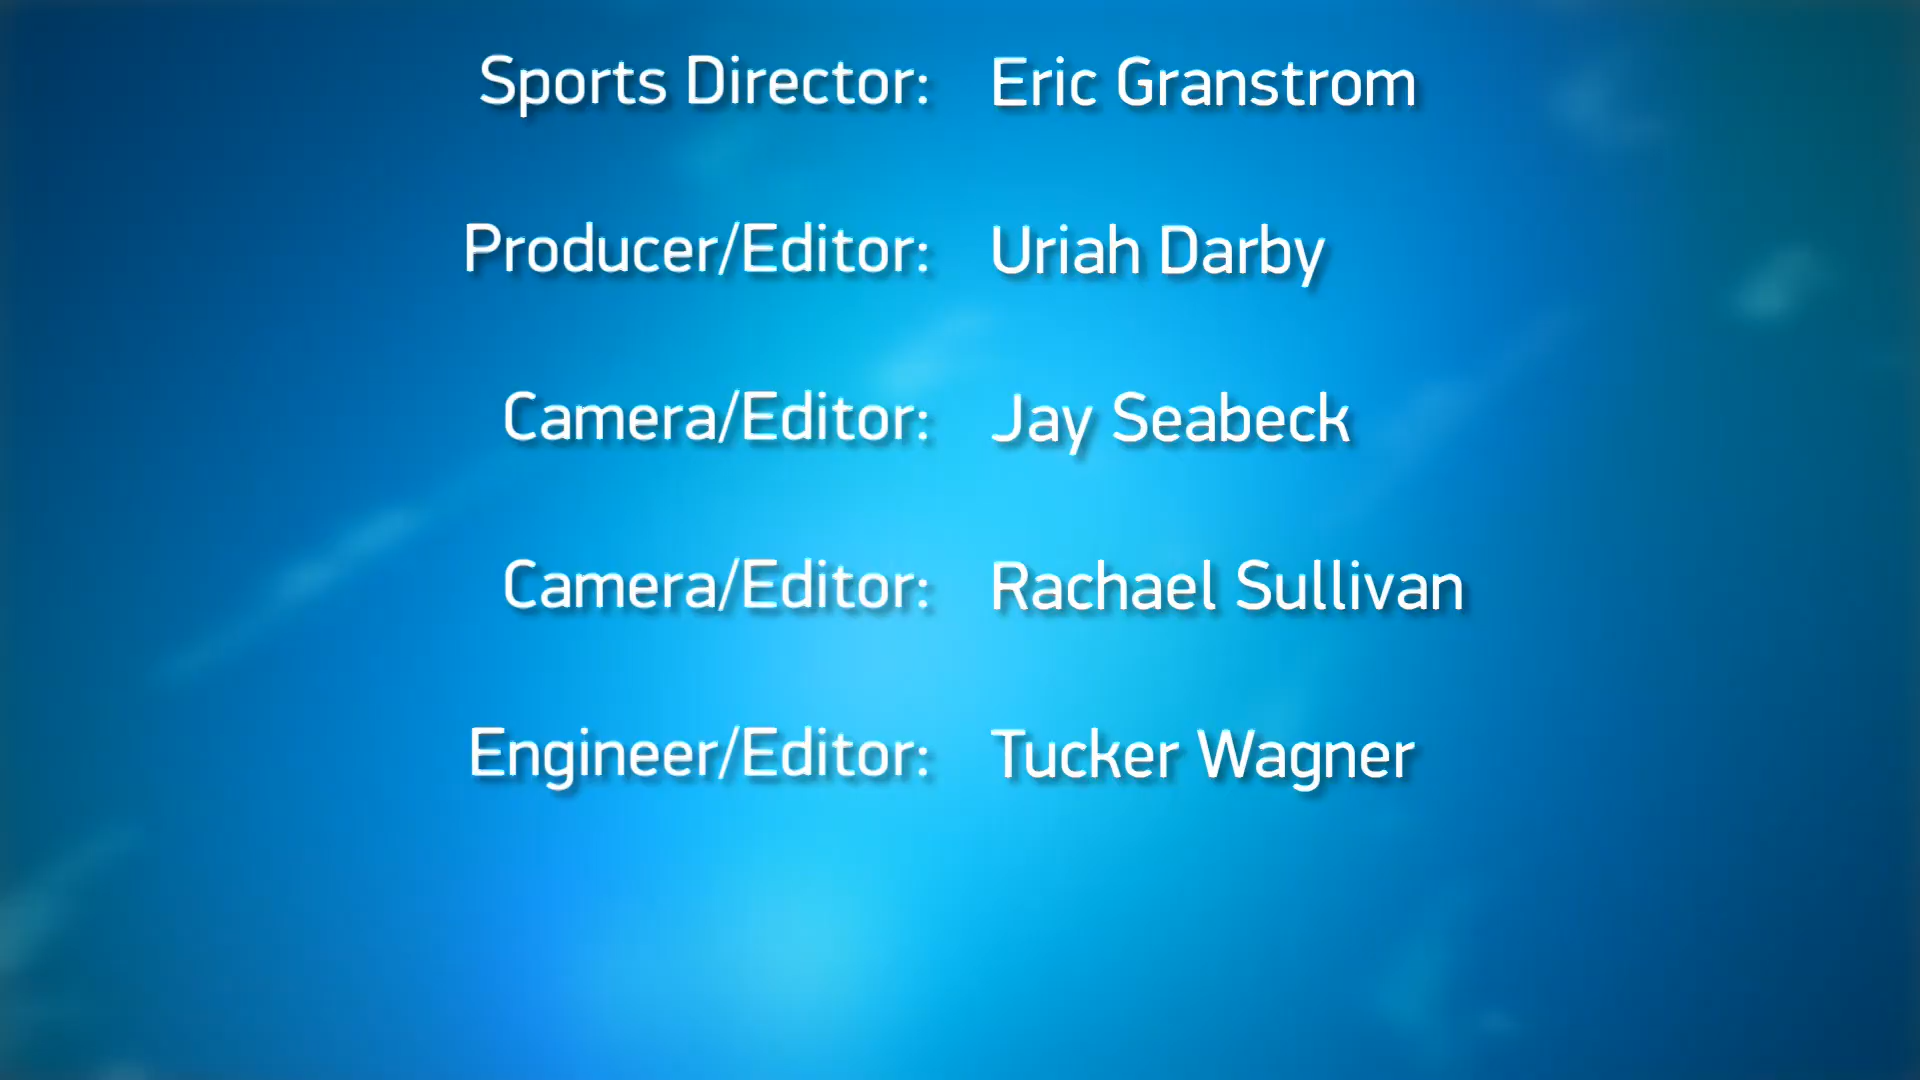 Sports Director: Eric Granstrom
Producer/Editor: Uriah Darby
Camera/Editor: Jay Seabeck
Camera/Editor: Rachael Sullivan
Engineer/Editor: Tucker Wagner